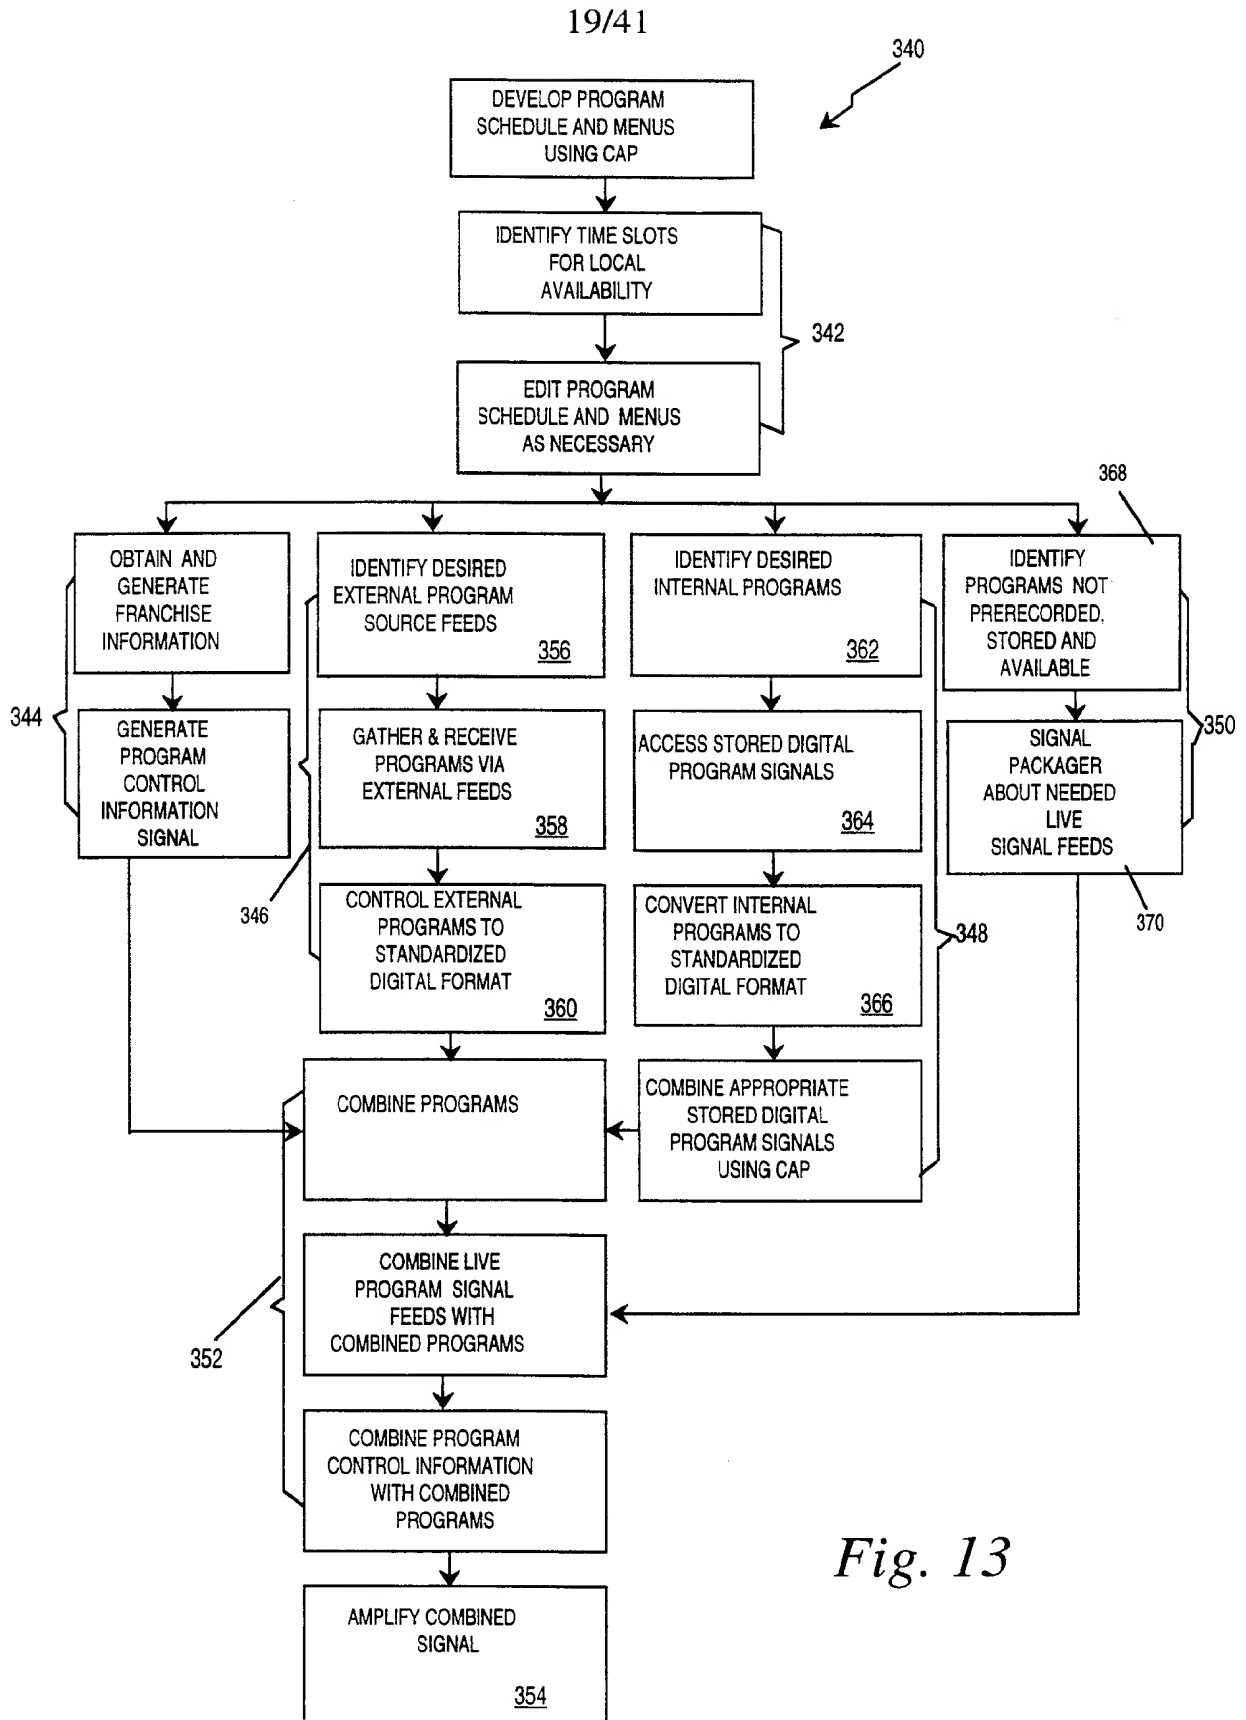 19/41
340
DEVELOP PROGRAM
SCHEDULE AND MENUS
USING CAP
IDENTIFY TIME SLOTS
FOR LOCAL
AVAILABILITY
342
EDIT PROGRAM
SCHEDULE AND MENUS
AS NECESSARY
368
OBTAIN AND
GENERATE
FRANCHISE
INFORMATION
IDENTIFY DESIRED
EXTERNAL PROGRAM
SOURCE FEEDS
356
IDENTIFY DESIRED
INTERNAL PROGRAMS
362
IDENTIFY
PROGRAMS NOT
PRERECORDED,
STORED AND
AVAILABLE
344
350
GENERATE
PROGRAM
CONTROL
INFORMATION
SIGNAL
GATHER & RECEIVE
PROGRAMS VIA
EXTERNAL FEEDS
358
ACCESS STORED DIGITAL
PROGRAM SIGNALS
364
SIGNAL
PACKAGER
ABOUT NEEDED
LIVE
SIGNAL FEEDS
346
CONTROL EXTERNAL
PROGRAMS TO
STANDARDIZED
DIGITAL FORMAT
360
CONVERT INTERNAL
PROGRAMS TO
STANDARDIZED
DIGITAL FORMAT
366
348
370
COMBINE PROGRAMS
COMBINE APPROPRIATE
STORED DIGITAL
PROGRAM SIGNALS
USING CAP
COMBINE LIVE
PROGRAM SIGNAL
FEEDS WITH
COMBINED PROGRAMS
352
COMBINE PROGRAM
CONTROL INFORMATION
WITH COMBINED
PROGRAMS
AMPLIFY COMBINED
SIGNAL
354
Fig. 13